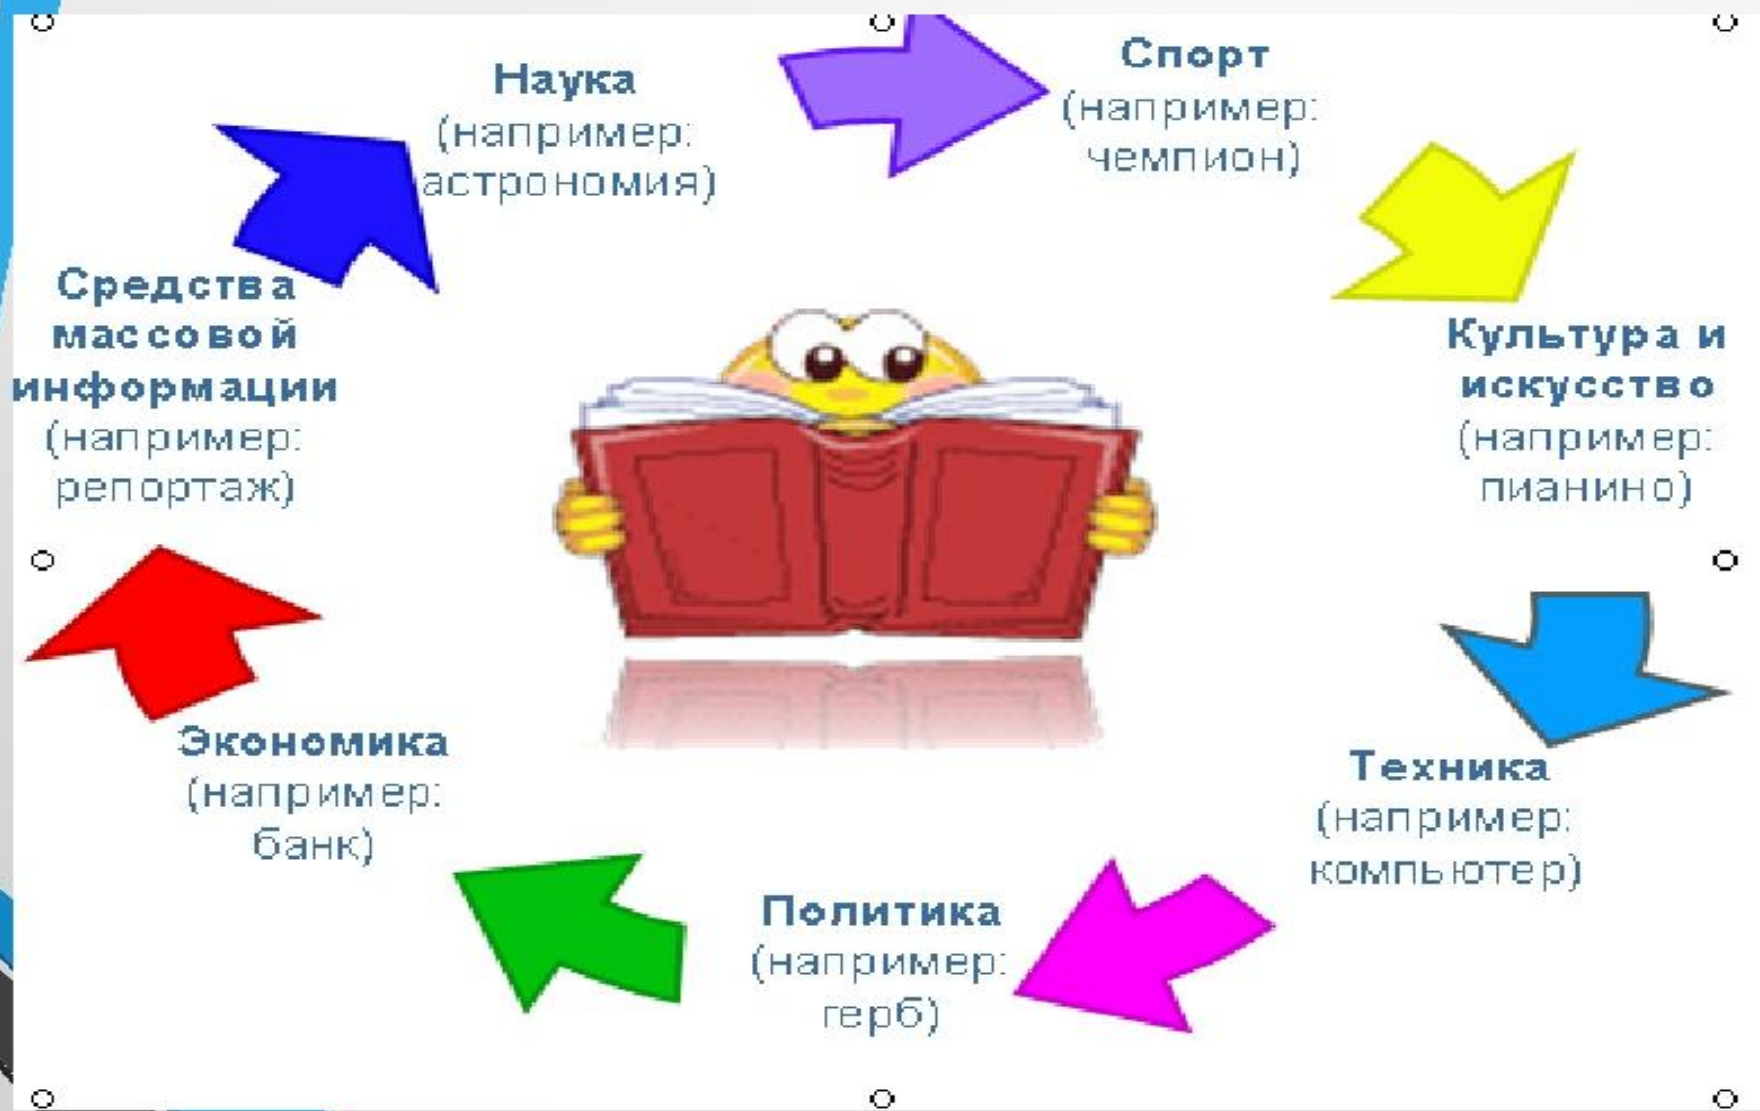 Наука
(например:
астрономия)
Спорт
(например:
чемпион)
Культура и
искусство
(например:
пианино)
Техника
(например:
компьютер)
Политика
(например:
герб)
Экономика
(например:
банк)
Средства
массовой
информации
(например:
репортаж)